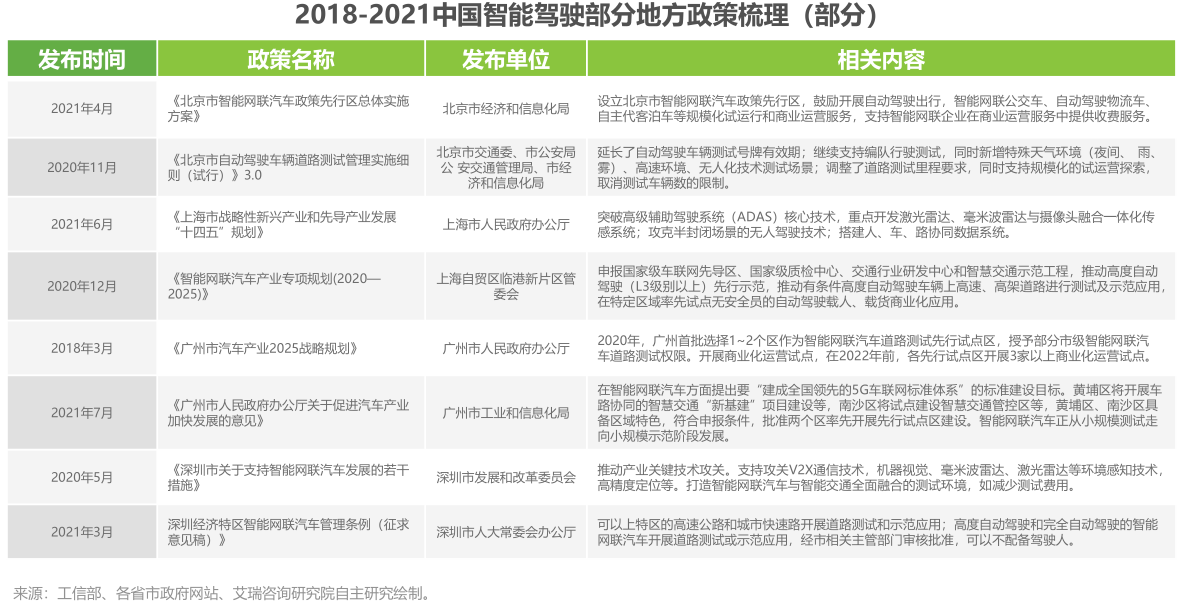 2018-2021中国智能驾驶部分地方政策梳理（部分）
发布时间
政策名称
发布单位
相关内容
2021年4月
《北京市智能网联汽车政策先行区总体实施
方案》
北京市经济和信息化局
设立北京市智能网联汽车政策先行区，鼓励开展自动驾驶出行，智能网联公交车、自动驾驶物流车、
自主代客泊车等规模化试运行和商业运营服务，支持智能网联企业在商业运营服务中提供收费服务。
2020年11月
《北京市自动驾驶车辆道路测试管理实施细
则（试行）》3.0
北京市交通委、市公安局
公 安交通管理局、市经
济和信息化局
延长了自动驾驶车辆测试号牌有效期；继续支持编队行驶测试，同时新增特殊天气环境（夜间、 雨、
雾）、高速环境、无人化技术测试场景；调整了道路测试里程要求，同时支持规模化的试运营探索，
取消测试车辆数的限制。
2021年6月
《上海市战略性新兴产业和先导产业发展
“十四五”规划》
上海市人民政府办公厅
突破高级辅助驾驶系统（ADAS）核心技术，重点开发激光雷达、毫米波雷达与摄像头融合一体化传
感系统；攻克半封闭场景的无人驾驶技术；搭建人、车、路协同数据系统。
2020年12月
《智能网联汽车产业专项规划(2020—
2025)》
上海自贸区临港新片区管
委会
申报国家级车联网先导区、国家级质检中心、交通行业研发中心和智慧交通示范工程，推动高度自动
驾驶（L3级别以上）先行示范，推动有条件高度自动驾驶车辆上高速、高架道路进行测试及示范应用，
在特定区域率先试点无安全员的自动驾驶载人、载货商业化应用。
2018年3月
《广州市汽车产业2025战略规划》
广州市人民政府办公厅
2020年，广州首批选择1~2个区作为智能网联汽车道路测试先行试点区，授予部分市级智能网联汽
车道路测试权限。开展商业化运营试点，在2022年前，各先行试点区开展3家以上商业化运营试点。
2021年7月
《广州市人民政府办公厅关于促进汽车产业
加快发展的意见》
广州市工业和信息化局
在智能网联汽车方面提出要“建成全国领先的5G车联网标准体系”的标准建设目标。黄埔区将开展车
路协同的智慧交通“新基建”项目建设等，南沙区将试点建设智慧交通管控区等，黄埔区、南沙区具
备区域特色，符合申报条件，批准两个区率先开展先行试点区建设。智能网联汽车正从小规模测试走
向小规模示范阶段发展。
2020年5月
《深圳市关于支持智能网联汽车发展的若干
措施》
深圳市发展和改革委员会
推动产业关键技术攻关。支持攻关V2X通信技术，机器视觉、毫米波雷达、激光雷达等环境感知技术，
高精度定位等。打造智能网联汽车与智能交通全面融合的测试环境，如减少测试费用。
2021年3月
深圳经济特区智能网联汽车管理条例（征求
意见稿）》
深圳市人大常委会办公厅
可以上特区的高速公路和城市快速路开展道路测试和示范应用；高度自动驾驶和完全自动驾驶的智能
网联汽车开展道路测试或示范应用，经市相关主管部门审核批准，可以不配备驾驶人。
来源：工信部、各省市政府网站、艾瑞咨询研究院自主研究绘制。